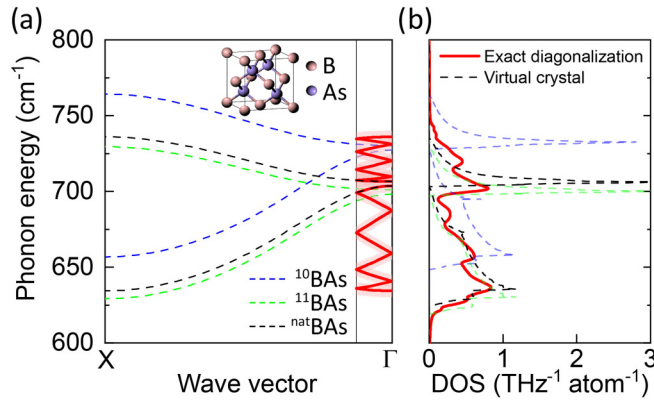 (a)
800
750
700
650
600
Phonon energy (cm⁻¹)
B
As
¹⁰BAs
¹¹BAs
ⁿᵃᵗBAs
X
Γ
Wave vector
(b)
Exact diagonalization
Virtual crystal
0 1 2 3
DOS (THz⁻¹ atom⁻¹)